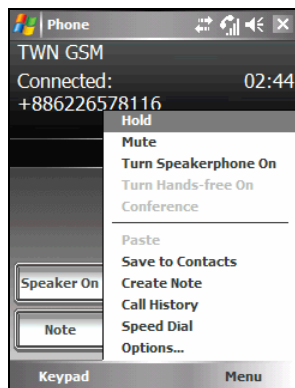 Phone
TWN GSM
Connected: 02:44
+886226578116
Hold
Mute
Turn Speakerphone On
Turn Hands-free On
Conference
Paste
Save to Contacts
Create Note
Call History
Speed Dial
Options...
Speaker On
Note
Keypad Menu